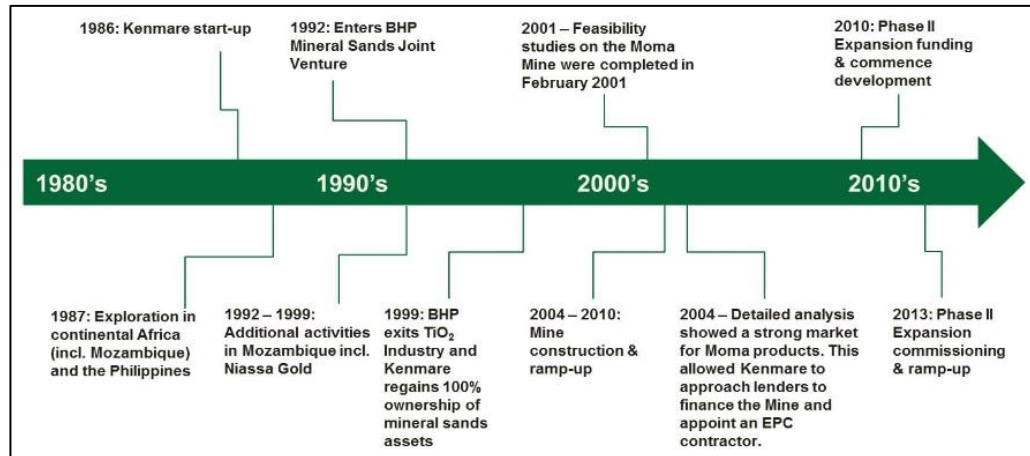 1986: Kenmare start-up
1992: Enters BHP
Mineral Sands Joint
Venture
2001 – Feasibility
studies on the Moma
Mine were completed in
February 2001
2010: Phase II
Expansion funding
& commence
development
1980's
1990's
2000's
2010's
1987: Exploration in
continental Africa
(incl. Mozambique)
and the Philippines
1992 – 1999:
Additional activities
in Mozambique incl.
Niassa Gold
1999: BHP
exits TiO₂
Industry and
Kenmare
regains 100%
ownership of
mineral sands
assets
2004 – 2010:
Mine
construction &
ramp-up
2004 – Detailed analysis
showed a strong market
for Moma products. This
allowed Kenmare to
approach lenders to
finance the Mine and
appoint an EPC
contractor.
2013: Phase II
Expansion
commissioning
& ramp-up